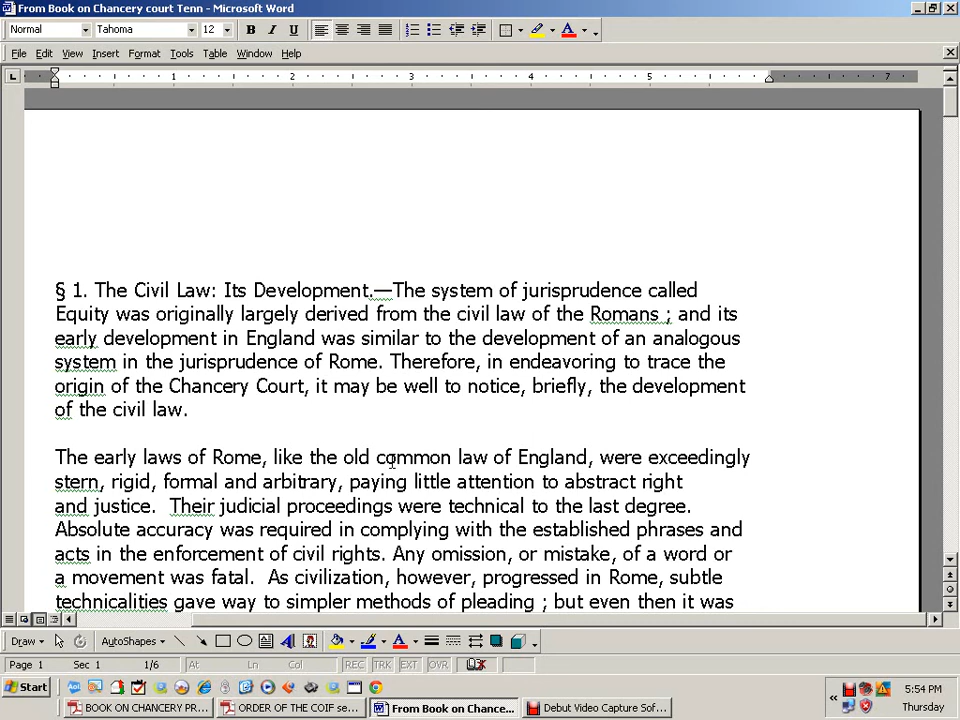 From Book on Chancery court Tenn - Microsoft Word
Normal Tahoma 12 B I U A
File Edit View Insert Format Tools Table Window Help
1 2 3 4 5 7
§ 1. The Civil Law: Its Development.—The system of jurisprudence called
Equity was originally largely derived from the civil law of the Romans ; and its
early development in England was similar to the development of an analogous
system in the jurisprudence of Rome. Therefore, in endeavoring to trace the
origin of the Chancery Court, it may be well to notice, briefly, the development
of the civil law.
The early laws of Rome, like the old common law of England, were exceedingly
stern, rigid, formal and arbitrary, paying little attention to abstract right
and justice.  Their judicial proceedings were technical to the last degree.
Absolute accuracy was required in complying with the established phrases and
acts in the enforcement of civil rights. Any omission, or mistake, of a word or
a movement was fatal.  As civilization, however, progressed in Rome, subtle
technicalities gave way to simpler methods of pleading ; but even then it was
Draw AutoShapes A
Page 1 Sec 1 1/6 At Ln Col REC TRK EXT OVR
Start 5:54 PM
BOOK ON CHANCERY PR... ORDER OF THE COIF se... From Book on Chance... Debut Video Capture Sof... Thursday